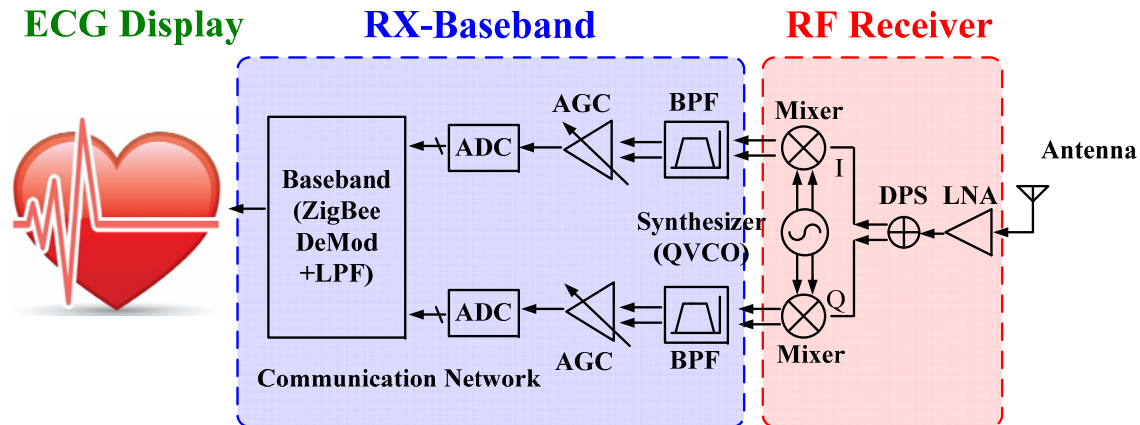 ECG Display
RX-Baseband
RF Receiver
AGC
BPF
Mixer
ADC
I
Antenna
Baseband
(ZigBee
DeMod
+LPF)
Synthesizer
(QVCO)
DPS
LNA
ADC
Q
AGC
BPF
Mixer
Communication Network